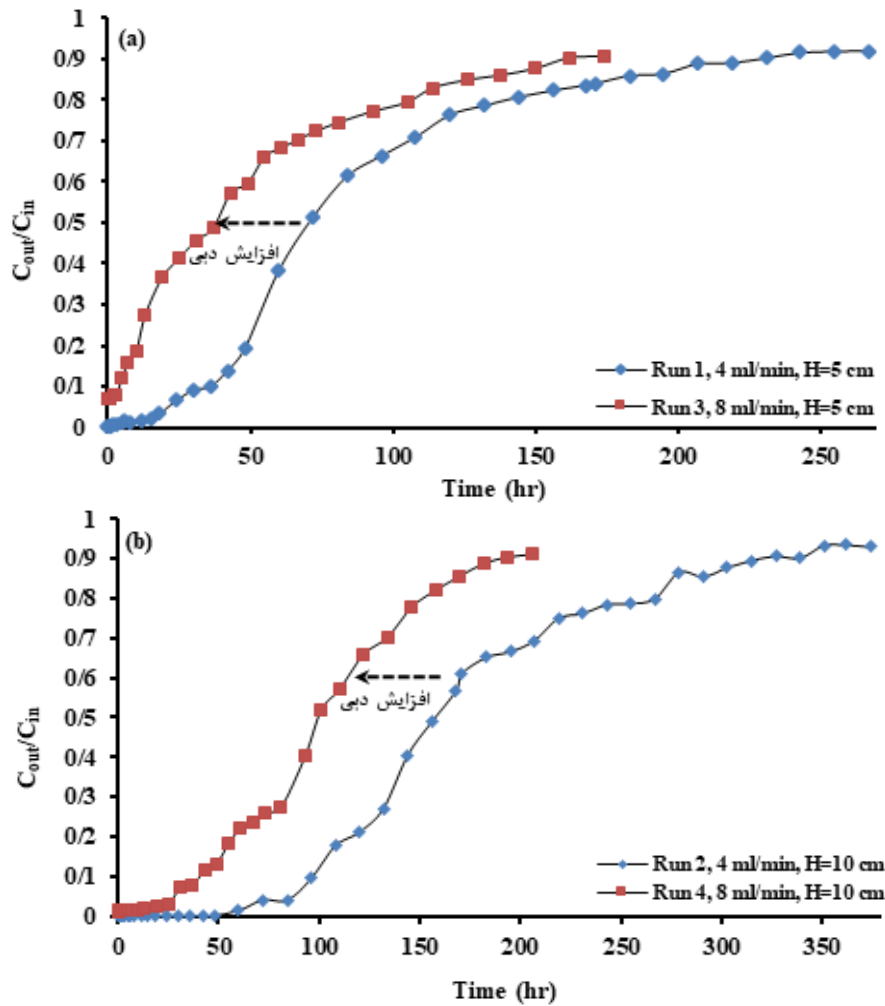 (a)
1
0/9
0/8
0/7
0/6
0/5
0/4
0/3
0/2
0/1
0
C_out/C_in
افزایش دبی
Run 1, 4 ml/min, H=5 cm
Run 3, 8 ml/min, H=5 cm
0 50 100 150 200 250
Time (hr)
(b)
1
0/9
0/8
0/7
0/6
0/5
0/4
0/3
0/2
0/1
0
C_out/C_in
افزایش دبی
Run 2, 4 ml/min, H=10 cm
Run 4, 8 ml/min, H=10 cm
0 50 100 150 200 250 300 350
Time (hr)